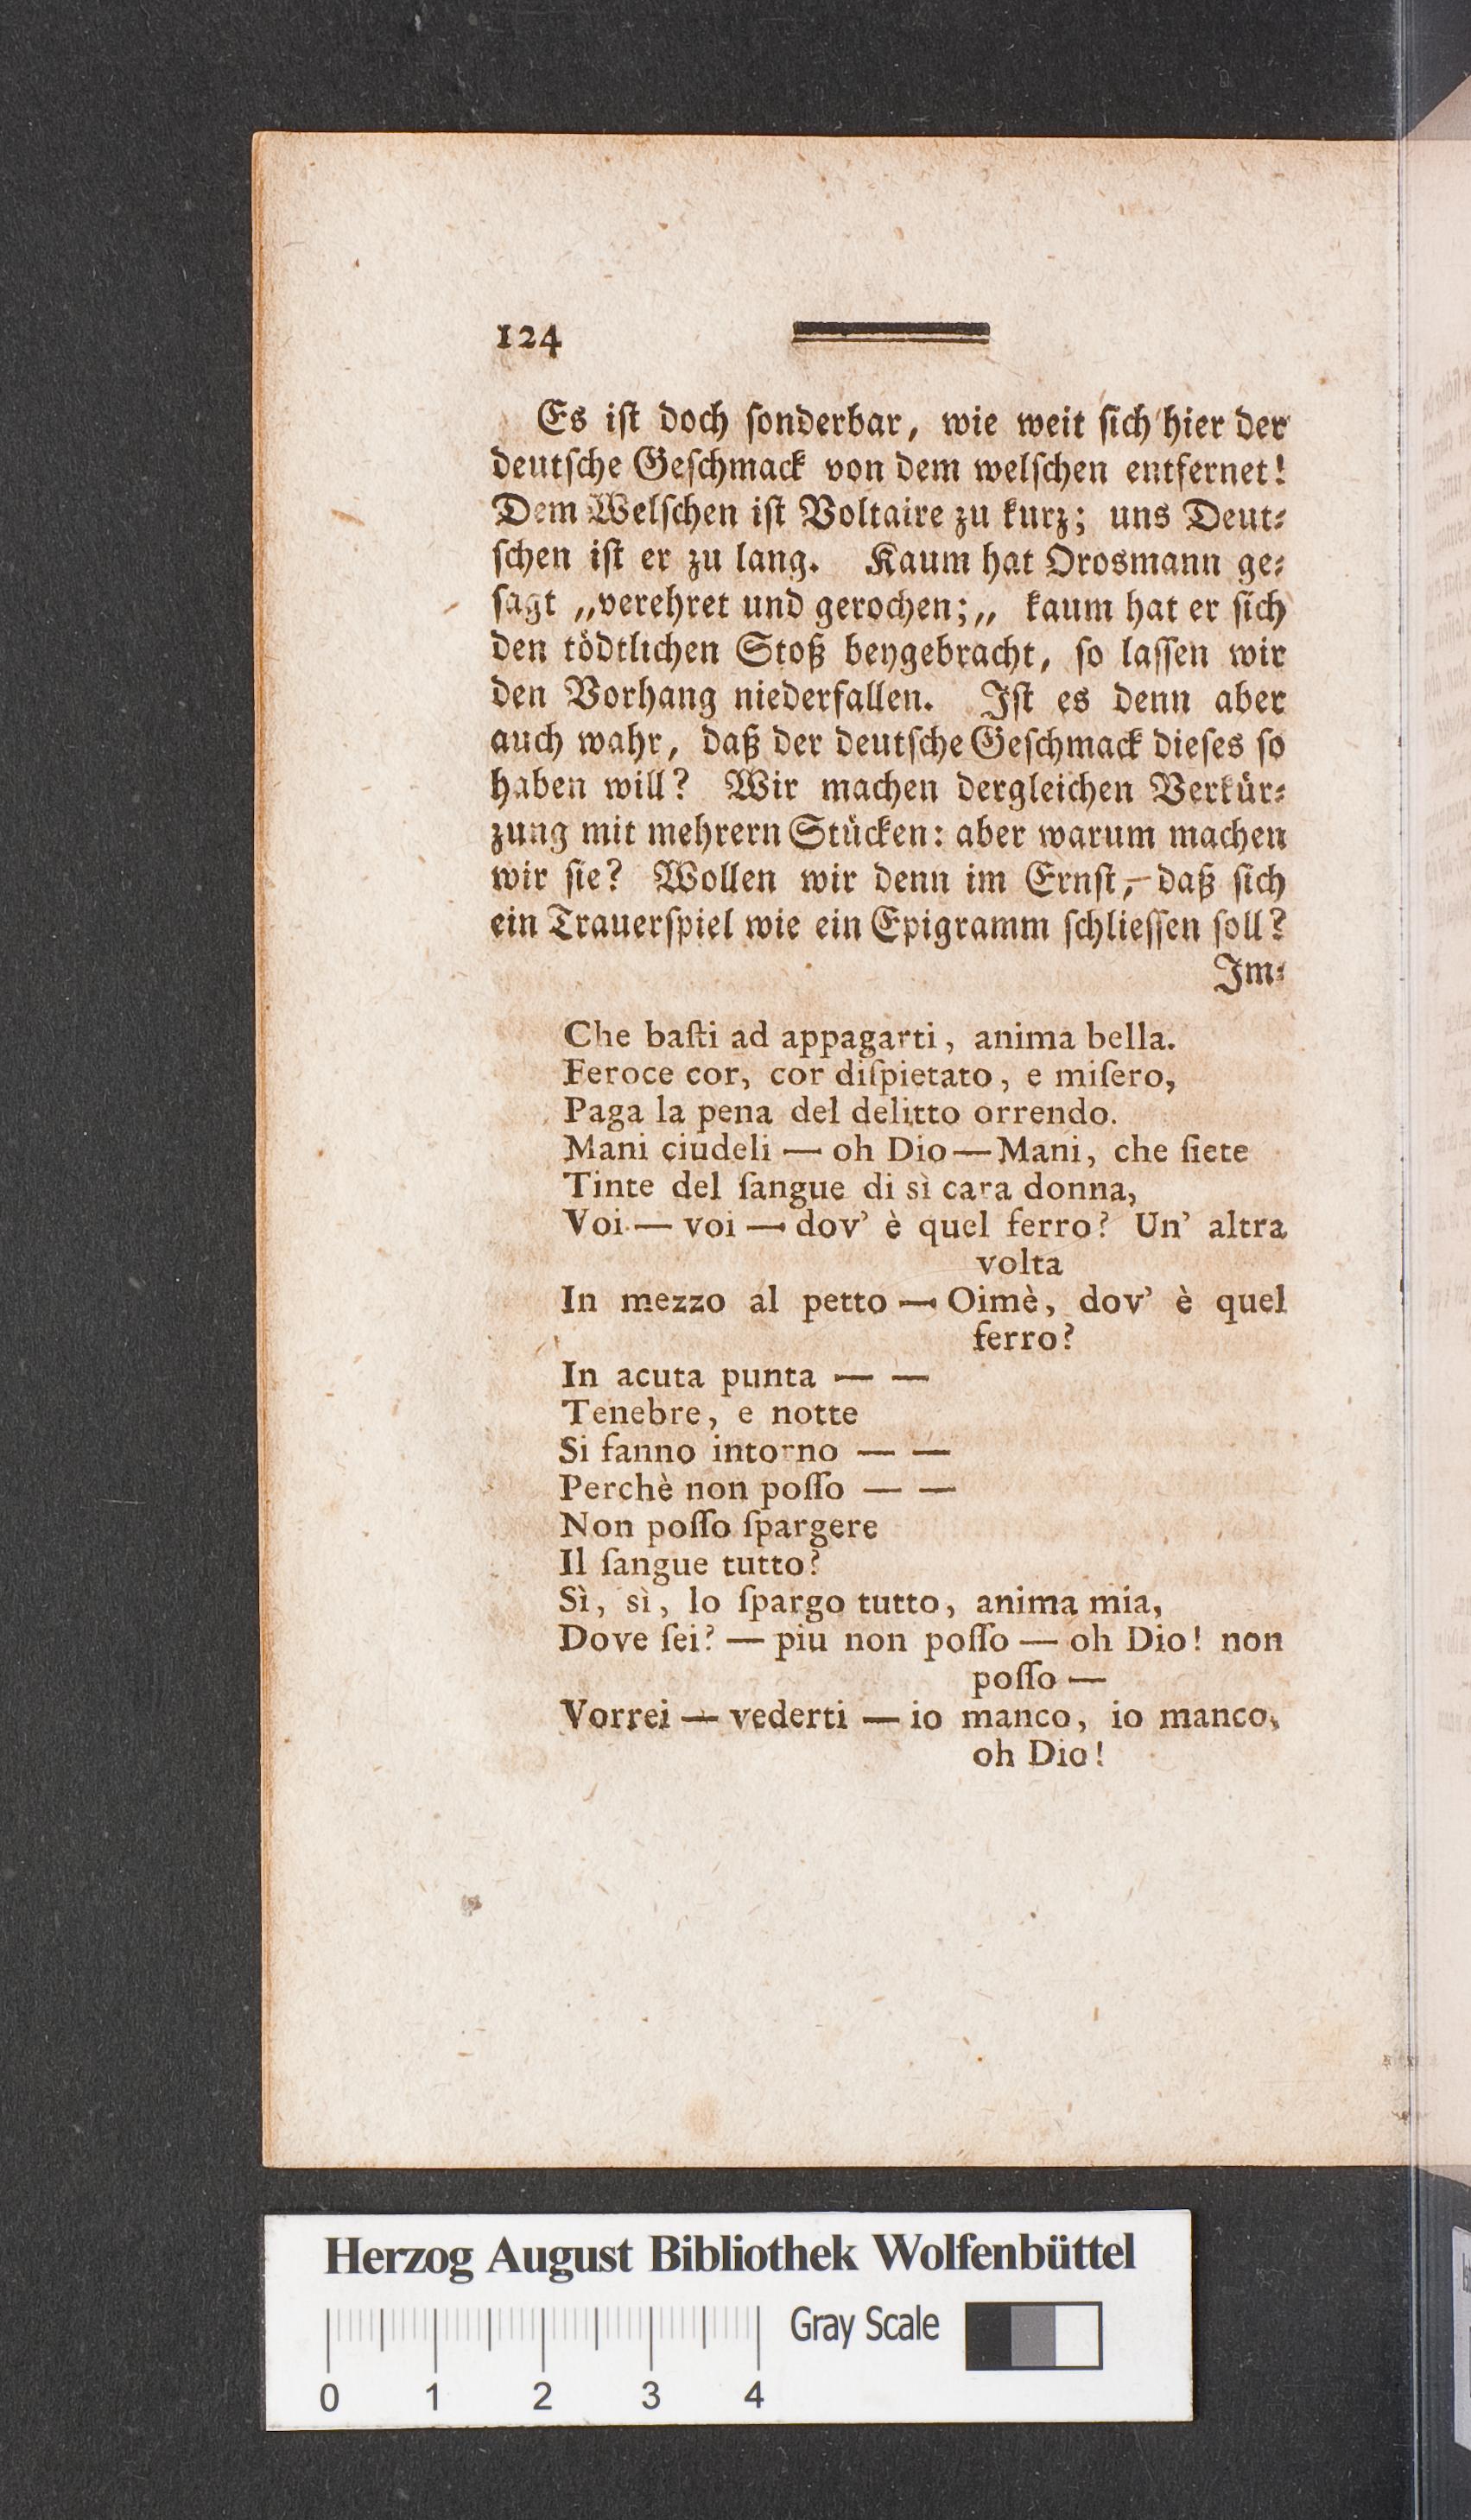 124
Es iſt doch ſonderbar, wie weit ſich hier der
deutſche Geſchmack von dem welſchen entfernet!
Dem Welſchen iſt Voltaire zu kurz; uns Deut⸗
ſchen iſt er zu lang. Kaum hat Orosmann ge⸗
ſagt „verehret und gerochen;„ kaum hat er ſich
den tödtlichen Stoß beygebracht, ſo laſſen wir
den Vorhang niederfallen. Iſt es denn aber
auch wahr, daß der deutſche Geſchmack dieſes ſo
haben will? Wir machen dergleichen Verkür⸗
zung mit mehrern Stücken: aber warum machen
wir ſie? Wollen wir denn im Ernſt, daß ſich
ein Trauerſpiel wie ein Epigramm ſchlieſſen ſoll?
Im⸗
Che baſti ad appagarti, anima bella.
Feroce cor, cor diſpietato, e miſero,
Paga la pena del delitto orrendo.
Mani ciudeli — oh Dio — Mani, che ſiete
Tinte del ſangue di sì cara donna,
Voi — voi — dov' è quel ferro? Un' altra
volta
In mezzo al petto — Oimè, dov' è quel
ferro?
In acuta punta — —
Tenebre, e notte
Si fanno intorno — —
Perchè non poſſo — —
Non poſſo ſpargere
Il ſangue tutto?
Sì, sì, lo ſpargo tutto, anima mia,
Dove ſei? — piu non poſſo — oh Dio! non
poſſo —
Vorrei — vederti — io manco, io manco,
oh Dio!
Herzog August Bibliothek Wolfenbüttel
Gray Scale
0 1 2 3 4